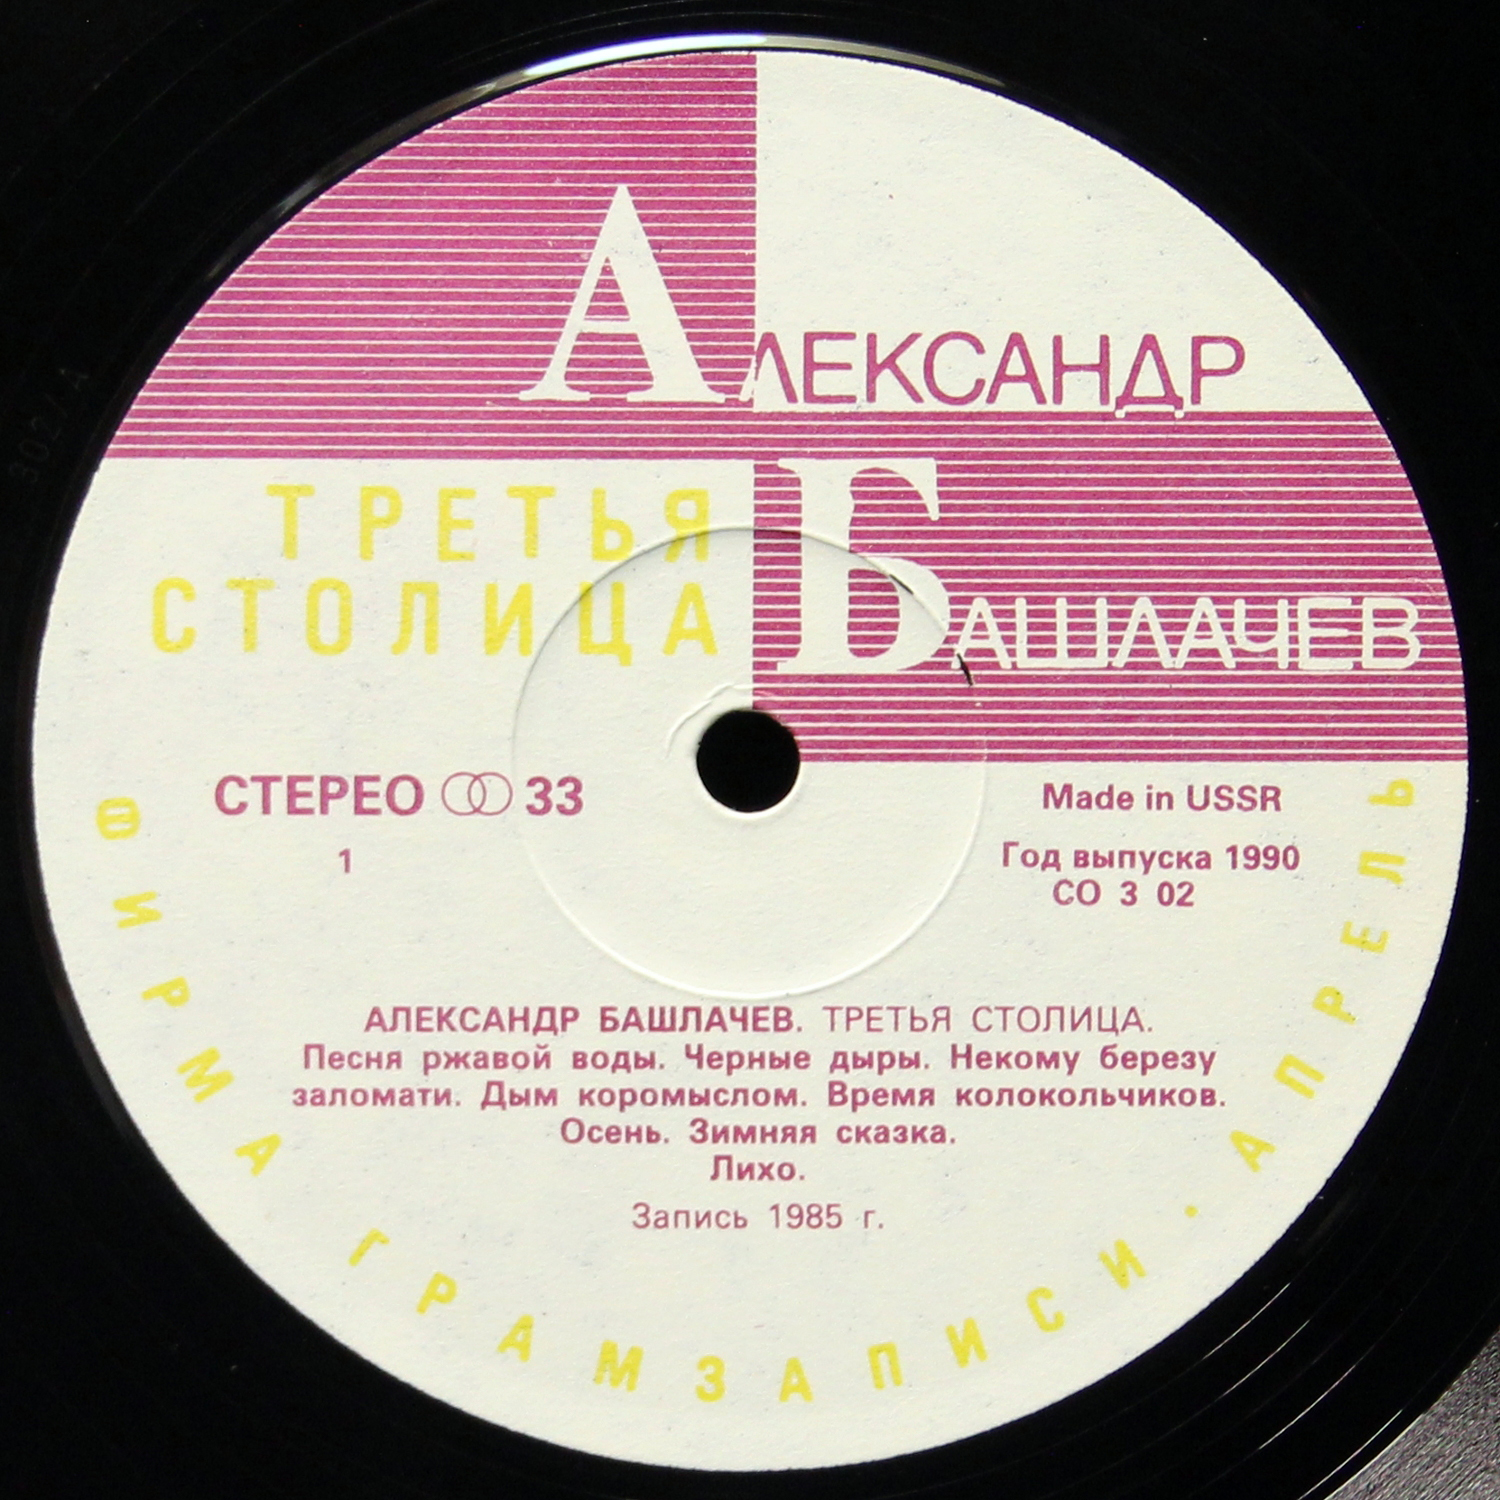 АЛЕКСАНДР
БАШЛАЧЕВ
ТРЕТЬЯ
СТОЛИЦА
СТЕРЕО 33
1
Made in USSR
Год выпуска 1990
СО 3 02
АЛЕКСАНДР БАШЛАЧЕВ. ТРЕТЬЯ СТОЛИЦА.
Песня ржавой воды. Черные дыры. Некому березу
заломати. Дым коромыслом. Время колокольчиков.
Осень. Зимняя сказка.
Лихо.
Запись 1985 г.
ФИРМА ГРАМЗАПИСИ · АПРЕЛЬ